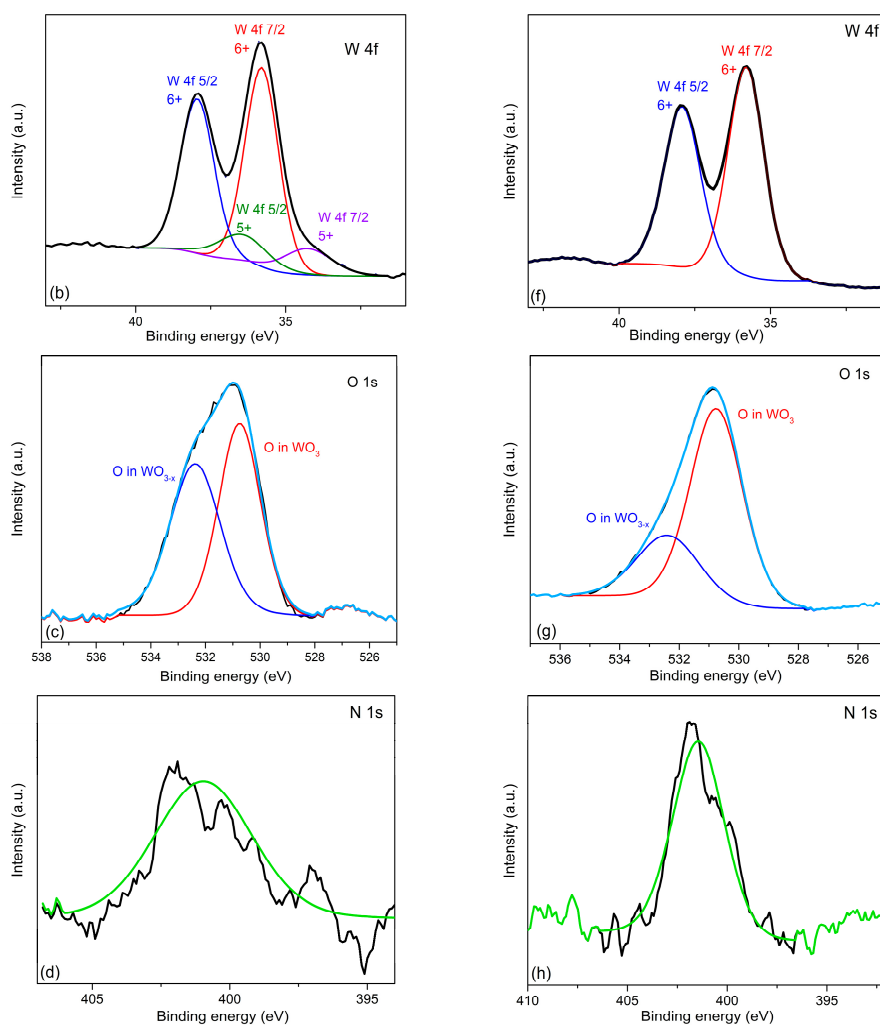 W 4f 7/2
6+
W 4f
W 4f 5/2
6+
W 4f 5/2
5+
W 4f 7/2
5+
(b)
40
35
Binding energy (eV)
Intensity (a.u.)
W 4f
W 4f 7/2
6+
W 4f 5/2
6+
(f)
40
35
Binding energy (eV)
Intensity (a.u.)
O 1s
O in WO3
O in WO3-x
(c)
538
536
534
532
530
528
526
Binding energy (eV)
Intensity (a.u.)
O 1s
O in WO3
O in WO3-x
(g)
536
534
532
530
528
526
Binding energy (eV)
Intensity (a.u.)
N 1s
(d)
405
400
395
Binding energy (eV)
Intensity (a.u.)
N 1s
(h)
410
405
400
395
Binding energy (eV)
Intensity (a.u.)